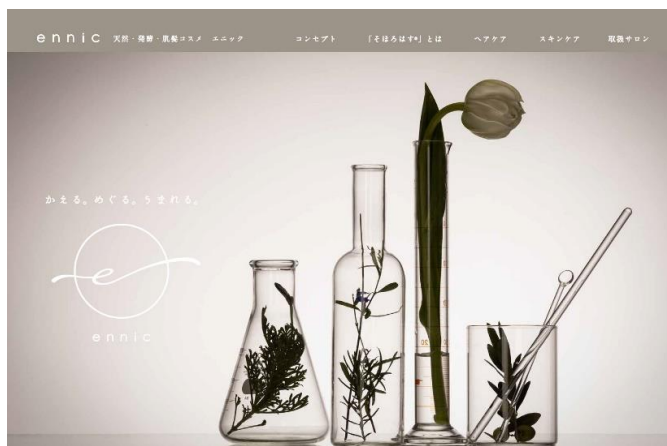 ennic 天然・発酵・肌髪コスメ エニック コンセプト 「そほろはす®」とは ヘアケア スキンケア 取扱サロン
かえる。めぐる。うまれる。
e
ennic